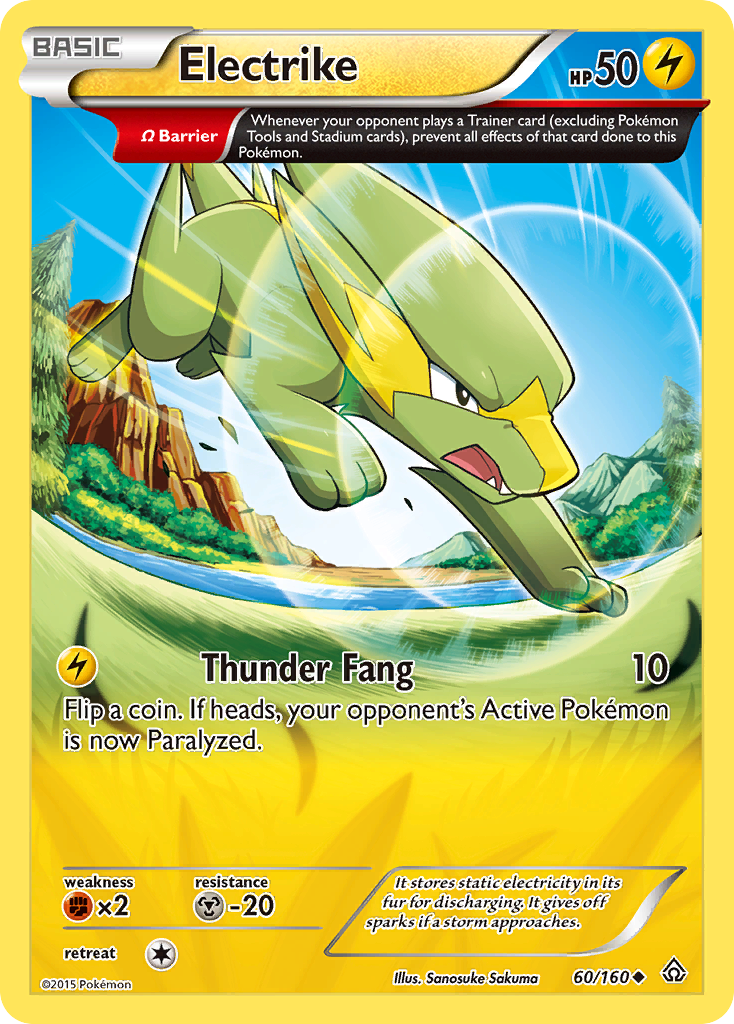 BASIC
Electrike
HP50
Ω Barrier
Whenever your opponent plays a Trainer card (excluding Pokémon
Tools and Stadium cards), prevent all effects of that card done to this
Pokémon.
Thunder Fang 10
Flip a coin. If heads, your opponent's Active Pokémon
is now Paralyzed.
weakness
×2
resistance
-20
retreat
It stores static electricity in its
fur for discharging. It gives off
sparks if a storm approaches.
©2015 Pokémon
Illus. Sanosuke Sakuma
60/160